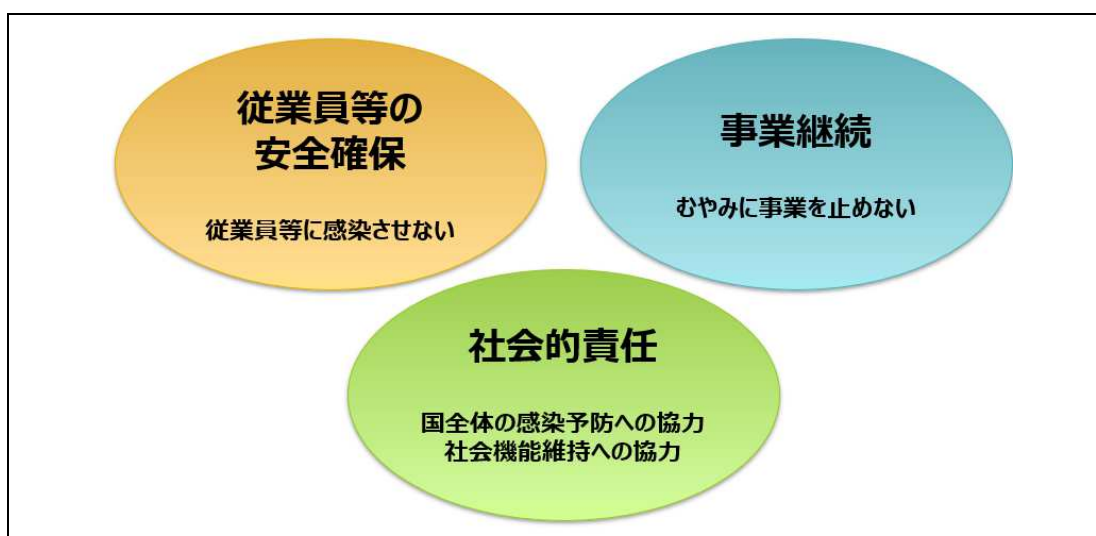 従業員等の
安全確保
従業員等に感染させない
事業継続
むやみに事業を止めない
社会的責任
国全体の感染予防への協力
社会機能維持への協力